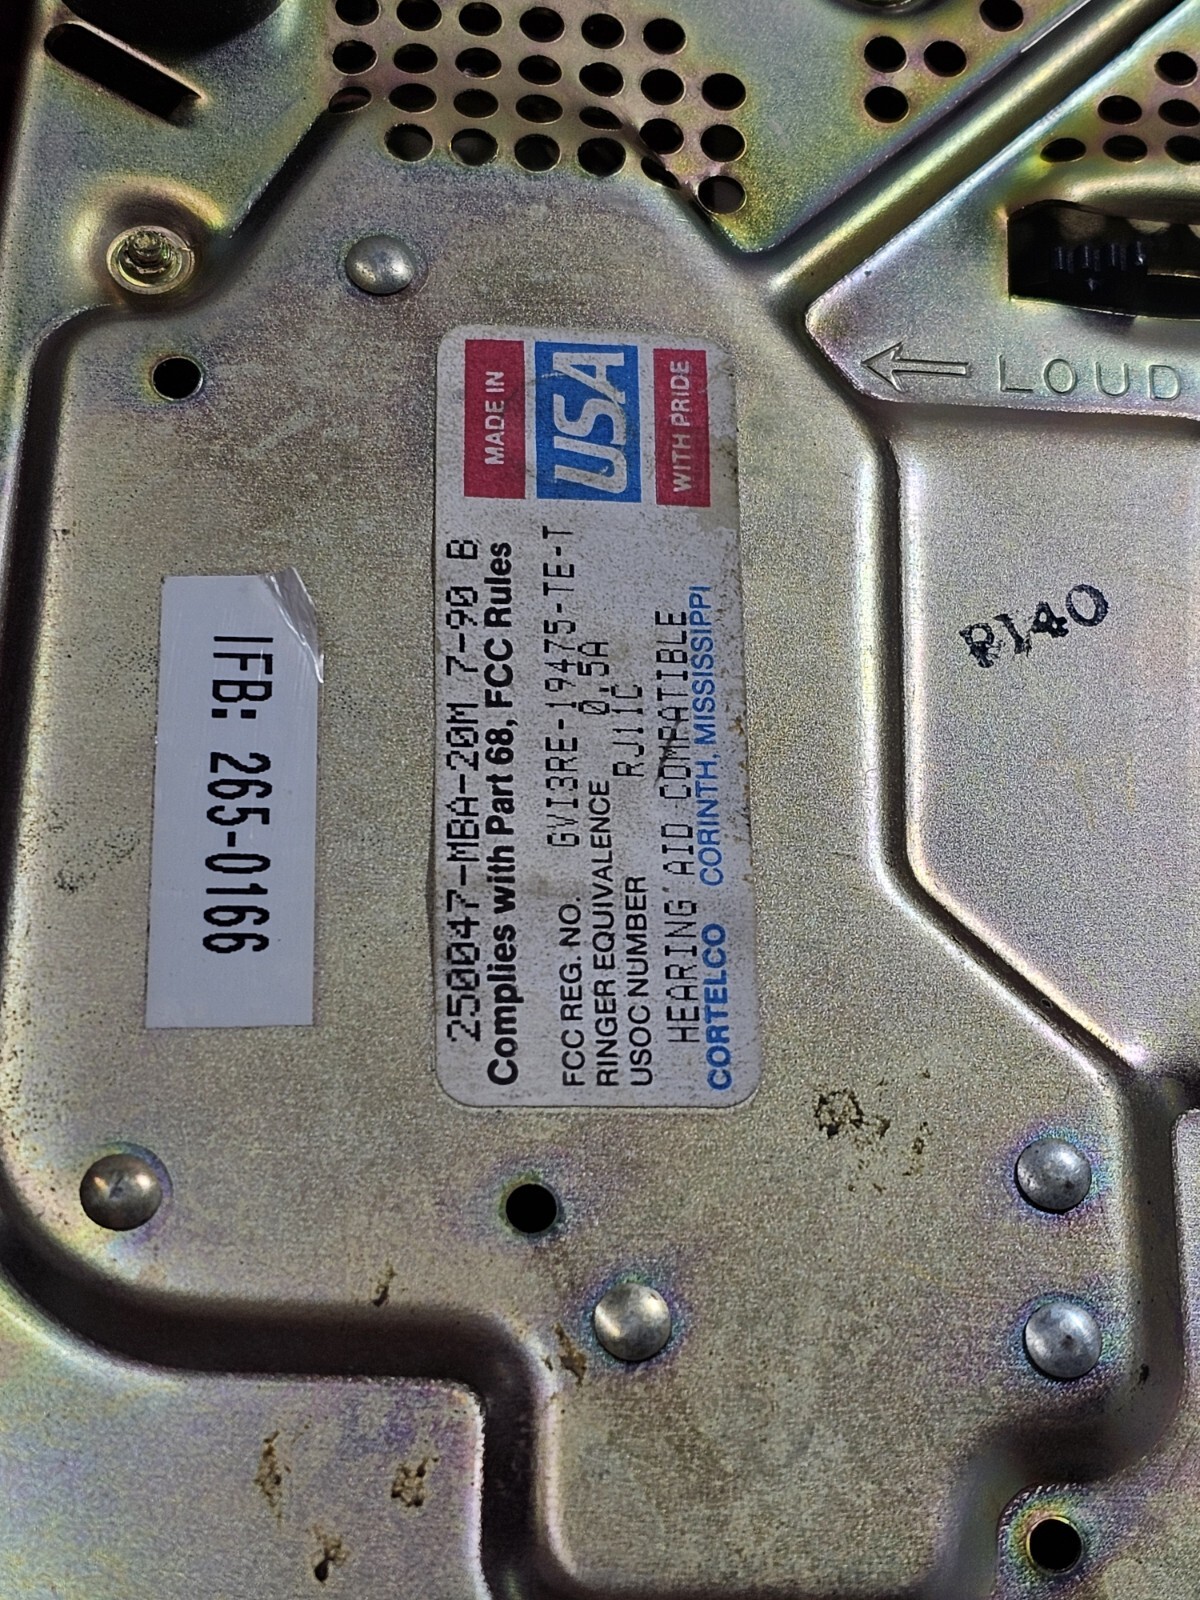 MADE IN
USA
WITH PRIDE
250047-MBA-20M 7-90 B
Complies with Part 68, FCC Rules
FCC REG. NO. GVI3RE-19475-TE-T
RINGER EQUIVALENCE 0.5A
USOC NUMBER RJ11C
HEARING AID COMPATIBLE
CORTELCO CORINTH, MISSISSIPPI
IFB: 265-0166
LOUD
R140